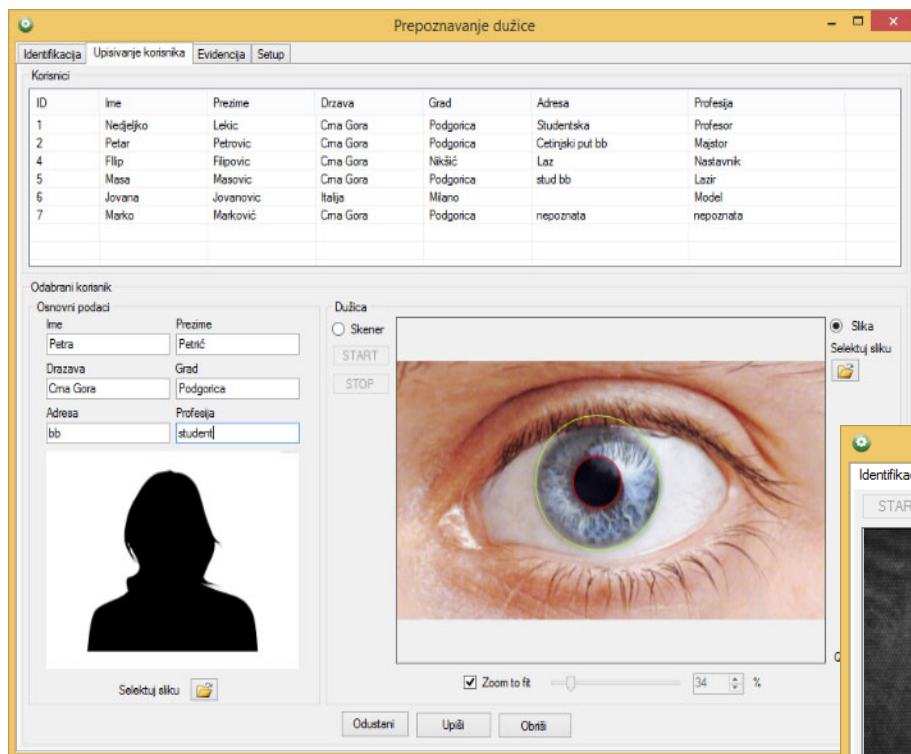 Prepoznavanje dužice
Identifikacija Upisivanje korisnika Evidencija Setup
Korisnici
ID Ime Prezime Drzava Grad Adresa Profesija
1 Nedjeljko Lekic Crna Gora Podgorica Studentska Profesor
2 Petar Petrovic Crna Gora Podgorica Cetinjski put bb Majstor
4 FIlip Filipovic Crna Gora Nikšić Laz Nastavnik
5 Masa Masovic Crna Gora Podgorica stud bb Lazir
6 Jovana Jovanovic Italija Milano Model
7 Marko Marković Crna Gora Podgorica nepoznata nepoznata
Odabrani korisnik
Osnovni podaci
Ime Prezime
Petra Petrić
Drazava Grad
Crna Gora Podgorica
Adresa Profesija
bb student
Selektuj sliku
Dužica
Skener
START
STOP
Slika
Selektuj sliku
Zoom to fit 34 %
Odustani Upiši Obriši
Identifika
STAR